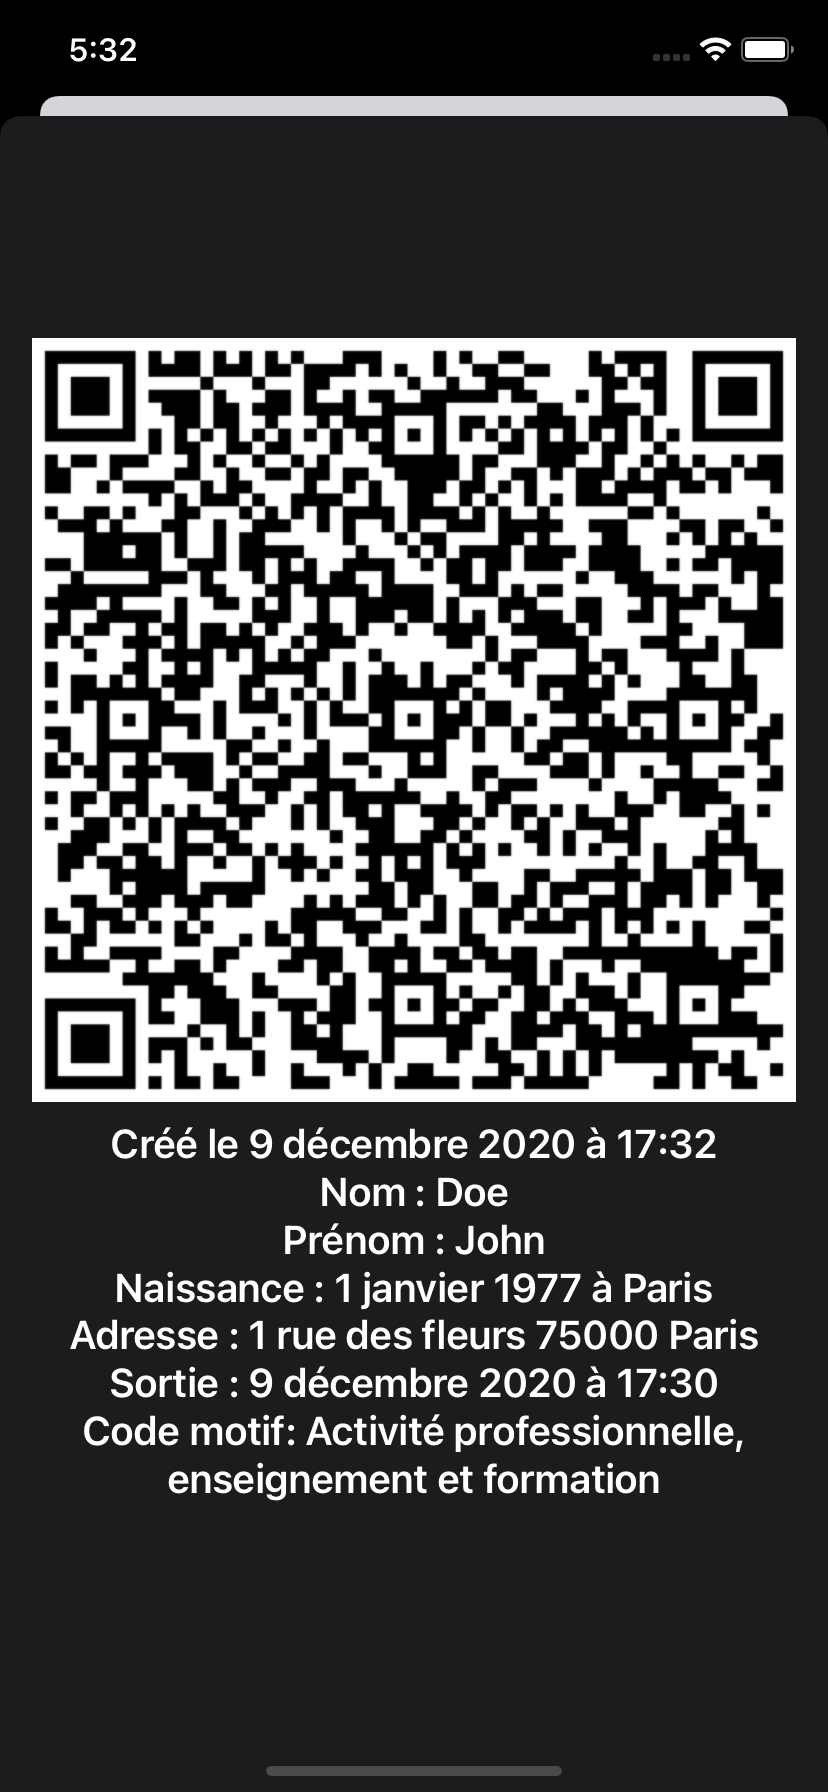 5:32
Créé le 9 décembre 2020 à 17:32
Nom : Doe
Prénom : John
Naissance : 1 janvier 1977 à Paris
Adresse : 1 rue des fleurs 75000 Paris
Sortie : 9 décembre 2020 à 17:30
Code motif: Activité professionnelle,
enseignement et formation